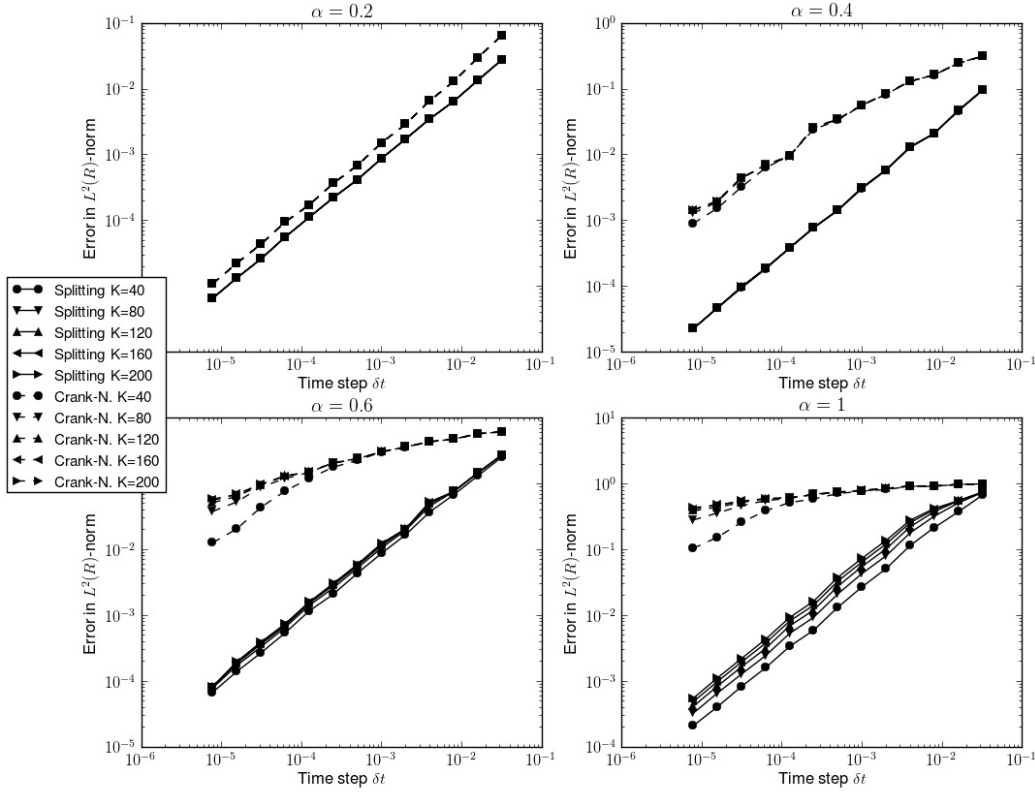 α = 0.2
10^{-1}
10^{-2}
10^{-3}
10^{-4}
Error in L^2(R)-norm
10^{-5}
10^{-4}
10^{-3}
10^{-2}
10^{-1}
Time step δt
α = 0.4
10^0
10^{-1}
10^{-2}
10^{-3}
10^{-4}
10^{-5}
Error in L^2(R)-norm
10^{-6}
10^{-5}
10^{-4}
10^{-3}
10^{-2}
10^{-1}
Time step δt
Splitting K=40
Splitting K=80
Splitting K=120
Splitting K=160
Splitting K=200
Crank-N. K=40
Crank-N. K=80
Crank-N. K=120
Crank-N. K=160
Crank-N. K=200
α = 0.6
10^{-2}
10^{-3}
10^{-4}
10^{-5}
Error in L^2(R)-norm
10^{-6}
10^{-5}
10^{-4}
10^{-3}
10^{-2}
10^{-1}
Time step δt
α = 1
10^1
10^0
10^{-1}
10^{-2}
10^{-3}
10^{-4}
Error in L^2(R)-norm
10^{-6}
10^{-5}
10^{-4}
10^{-3}
10^{-2}
10^{-1}
Time step δt